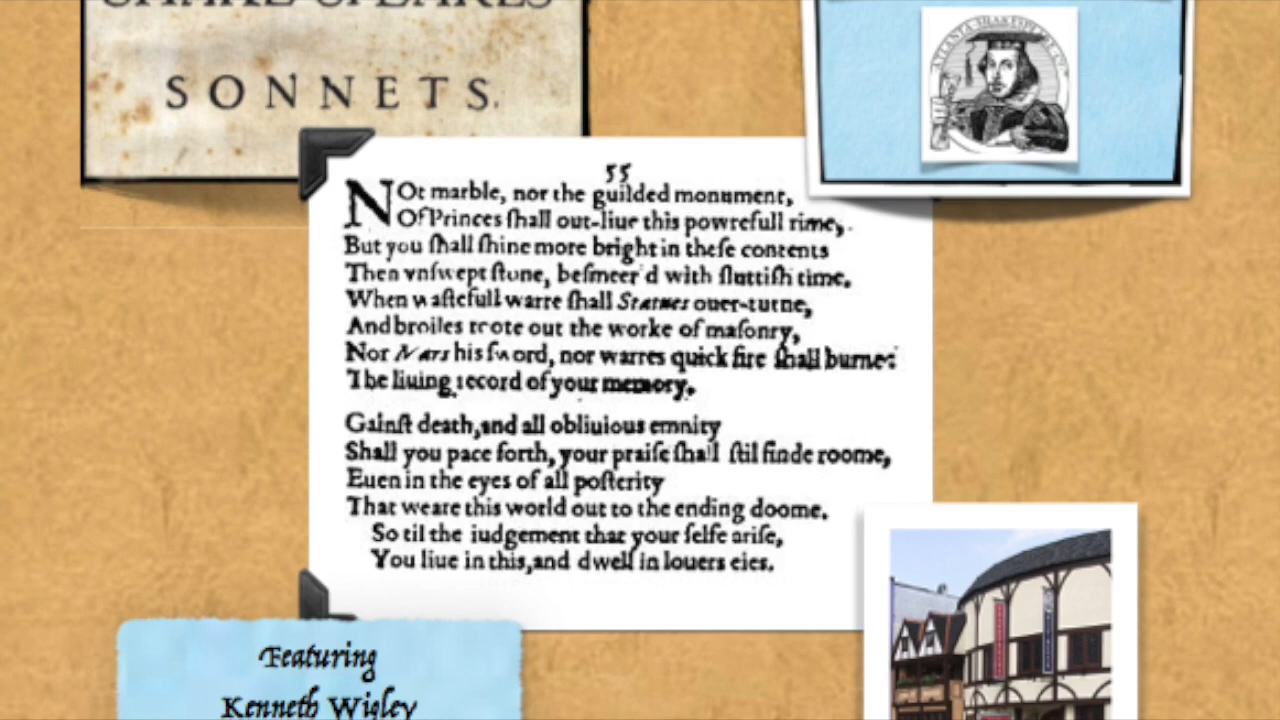 SHAKE-SPEARES
SONNETS.
ATLANTA SHAKESPEARE CO
55
NOt marble, nor the guilded monument,
Of Princes ſhall out-liue this powrefull rime,
But you ſhall ſhine more bright in theſe contents
Then vnſwept ſtone, beſmeer'd with ſluttiſh time.
When waſtefull warre ſhall Statues ouer-turne,
And broiles roote out the worke of maſonry,
Nor Mars his ſword, nor warres quick fire ſhall burne:
The liuing record of your memory.
Gainſt death,and all obliuious emnity
Shall you pace forth, your praiſe ſhall ſtil finde roome,
Euen in the eyes of all poſterity
That weare this world out to the ending doome.
So til the iudgement that your ſelfe ariſe,
You liue in this,and dwell in louers eies.
Featuring
Kenneth Wigley